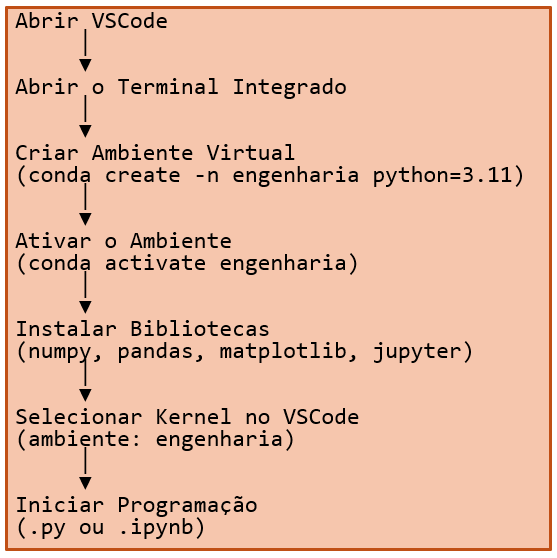 Abrir VSCode
Abrir o Terminal Integrado
Criar Ambiente Virtual
(conda create -n engenharia python=3.11)
Ativar o Ambiente
(conda activate engenharia)
Instalar Bibliotecas
(numpy, pandas, matplotlib, jupyter)
Selecionar Kernel no VSCode
(ambiente: engenharia)
Iniciar Programação
(.py ou .ipynb)